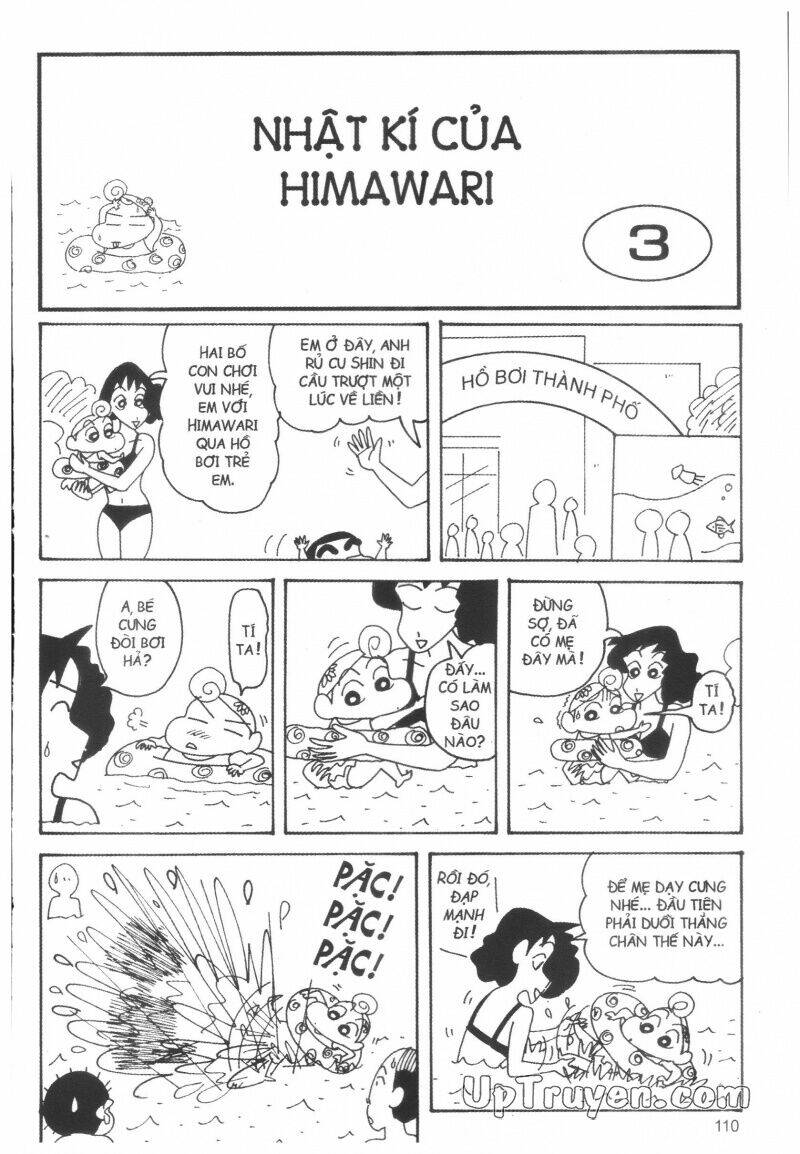 NHẬT KÍ CỦA
HIMAWARI
3
HỒ BƠI THÀNH PHỐ
EM Ở ĐÂY, ANH
RỦ CU SHIN ĐI
CẦU TRƯỢT MỘT
LÚC VỀ LIỀN!
HAI BỐ
CON CHƠI
VUI NHÉ,
EM VỚI
HIMAWARI
QUA HỒ
BƠI TRẺ
EM.
ĐỪNG
SỢ, ĐÃ
CÓ MẸ
ĐÂY MÀ!
TÍ
TA!
ĐẤY...
CÓ LÀM
SAO
ĐÂU
NÀO?
TÍ
TA!
A, BÉ
CƯNG
ĐÒI BƠI
HẢ?
ĐỂ MẸ DẠY CƯNG
NHÉ... ĐẦU TIÊN
PHẢI DUỖI THẲNG
CHÂN THẾ NÀY...
RỒI ĐÓ,
ĐẠP
MẠNH
ĐI!
PẶC!
PẶC!
PẶC!
UpTruyen.com
110